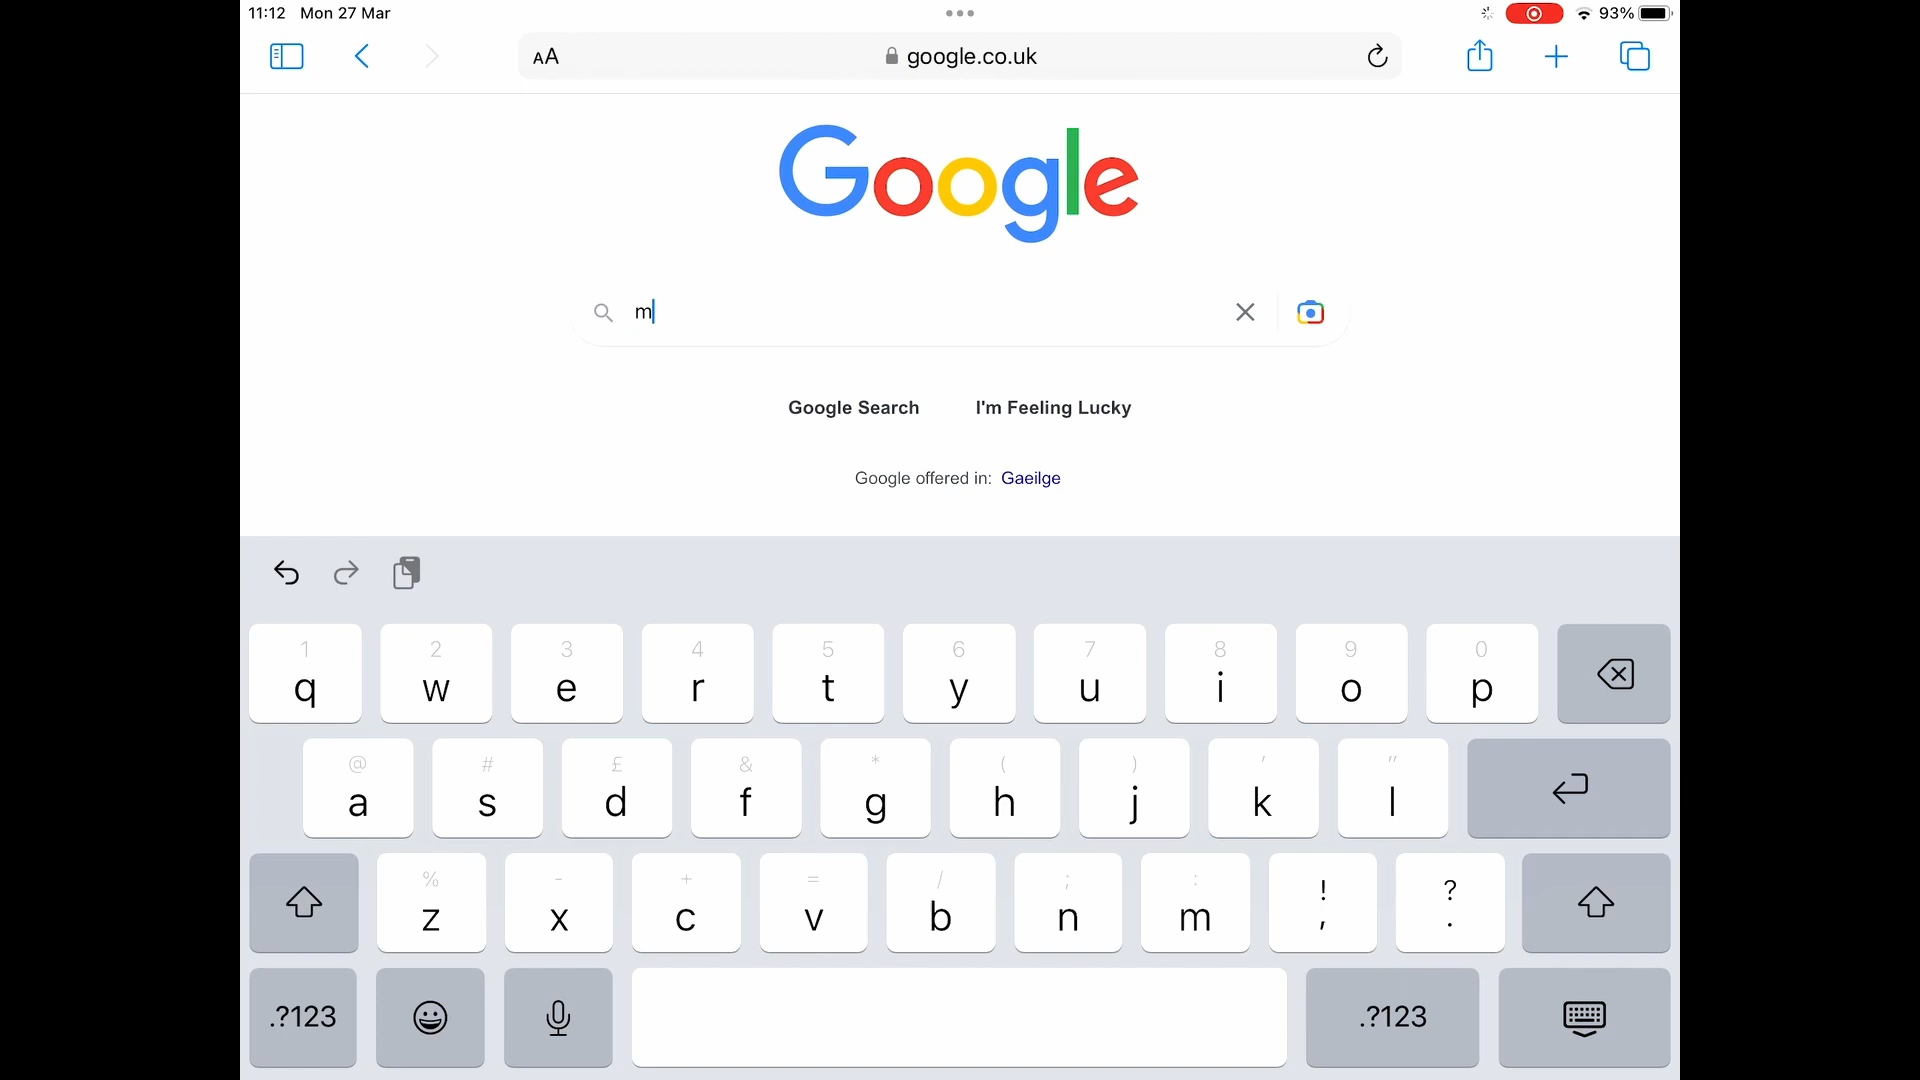 11:12 Mon 27 Mar
93%
AA
google.co.uk
Google
m
Google Search I'm Feeling Lucky
Google offered in: Gaeilge
1 2 3 4 5 6 7 8 9 0
q w e r t y u i o p
@ # £ & * ( ) ' "
a s d f g h j k l
% - + = / ; : ! ?
z x c v b n m , .
.?123 .?123